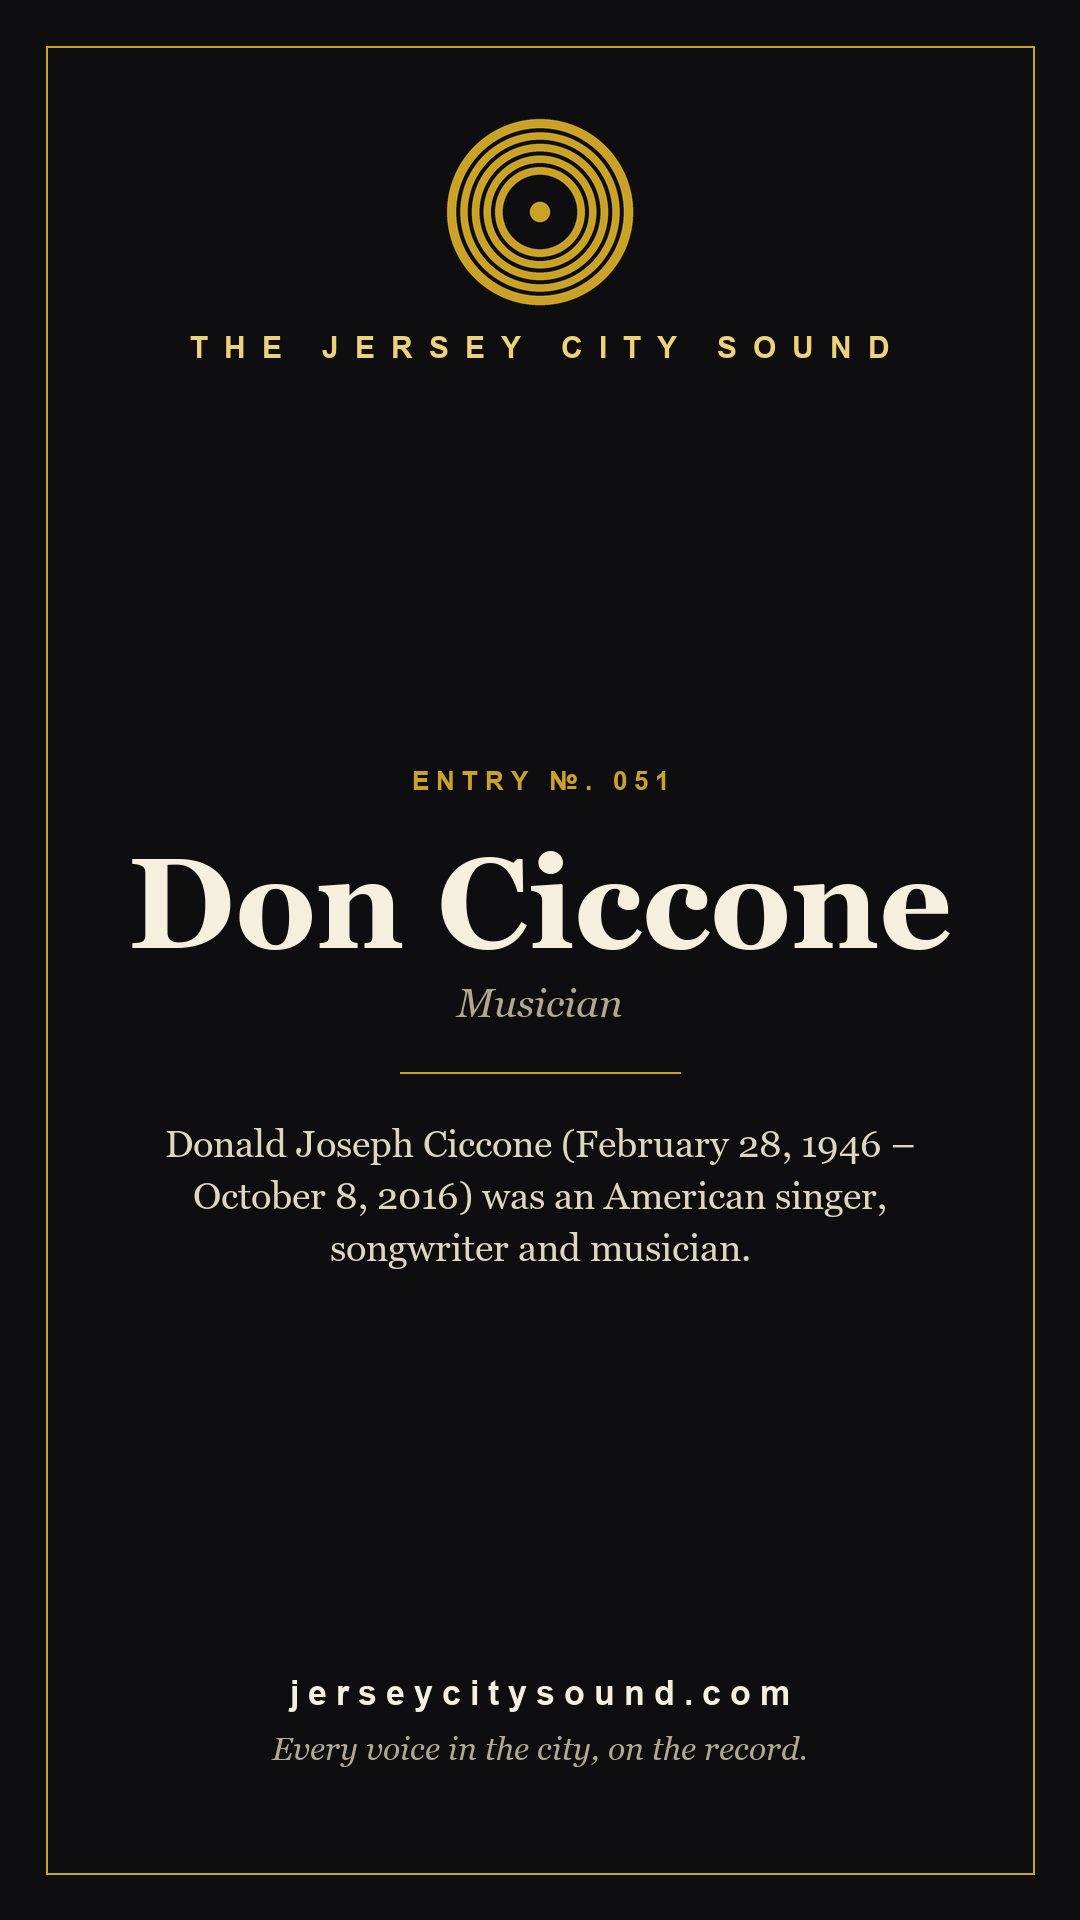 THE JERSEY CITY SOUND
ENTRY №. 051
Don Ciccone
Musician
Donald Joseph Ciccone (February 28, 1946 –
October 8, 2016) was an American singer,
songwriter and musician.
jerseycitysound.com
Every voice in the city, on the record.